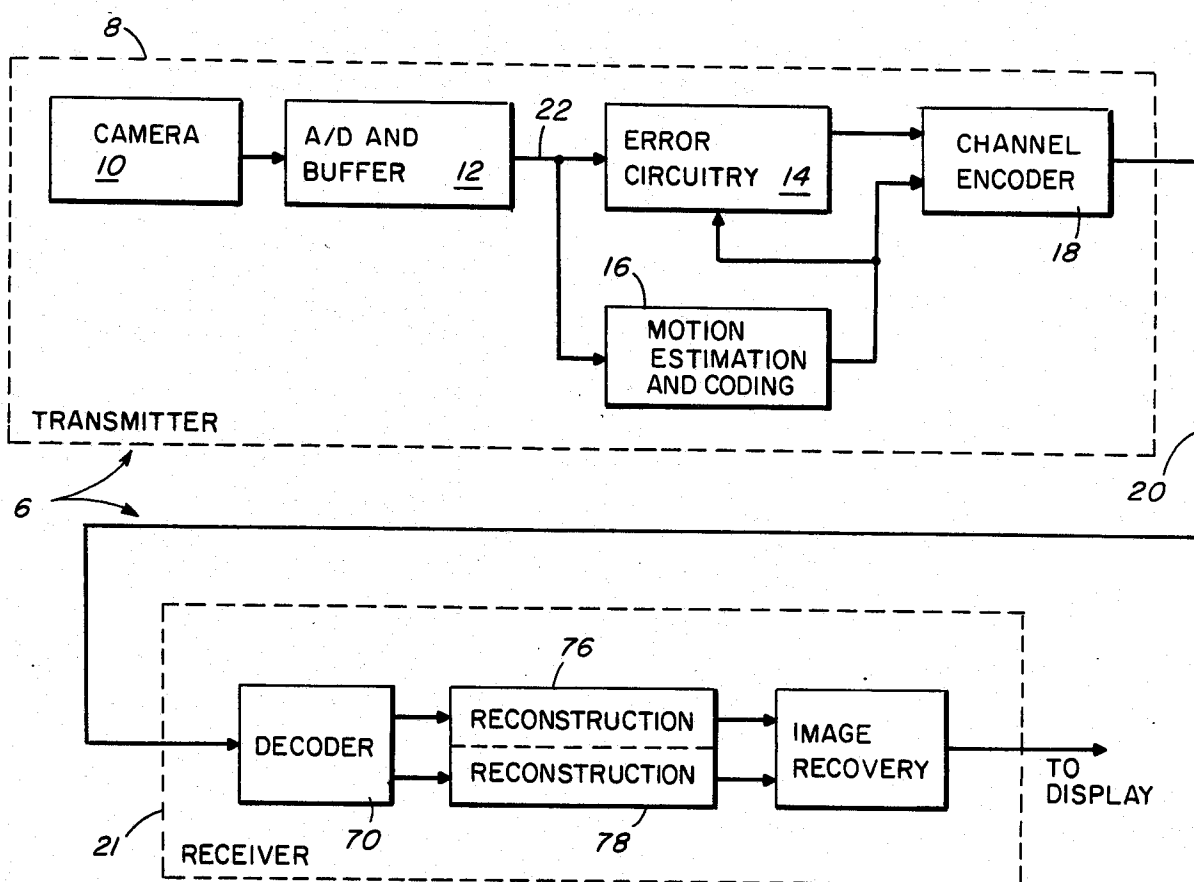 8
CAMERA
10
A/D AND
BUFFER 12
22
ERROR
CIRCUITRY 14
CHANNEL
ENCODER
18
16
MOTION
ESTIMATION
AND CODING
TRANSMITTER
6
20
76
DECODER
RECONSTRUCTION
RECONSTRUCTION
IMAGE
RECOVERY
TO
DISPLAY
21
70
78
RECEIVER